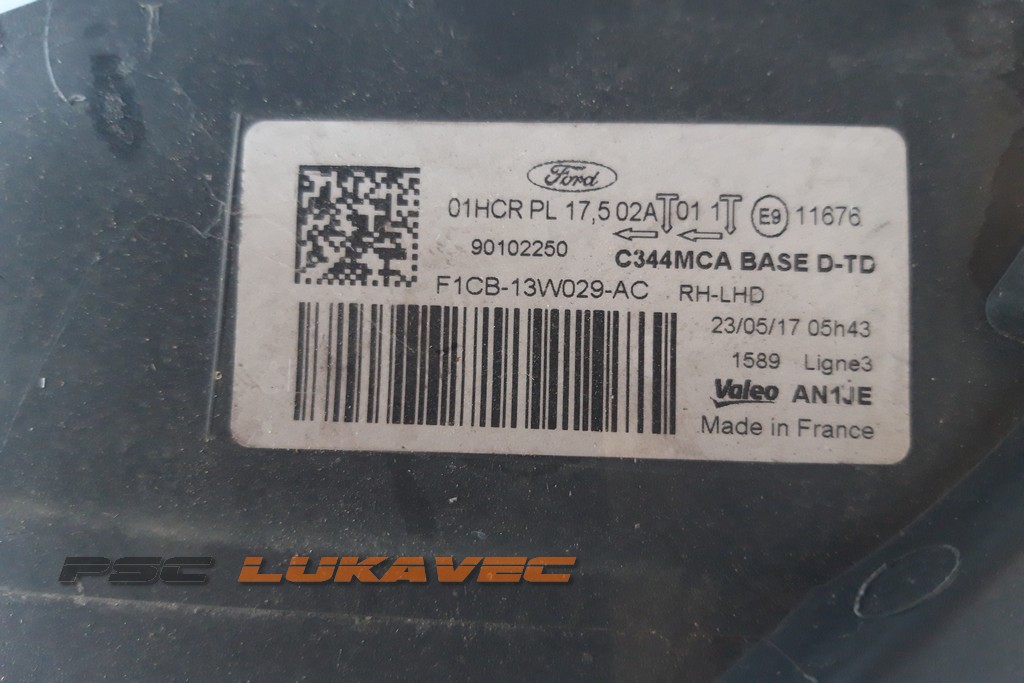 Ford
01HCR PL 17,5 02A 01 1 E9 11676
90102250 C344MCA BASE D-TD
F1CB-13W029-AC RH-LHD
23/05/17 05h43
1589 Ligne3
Valeo AN1JE
Made in France
PSC LUKAVEC